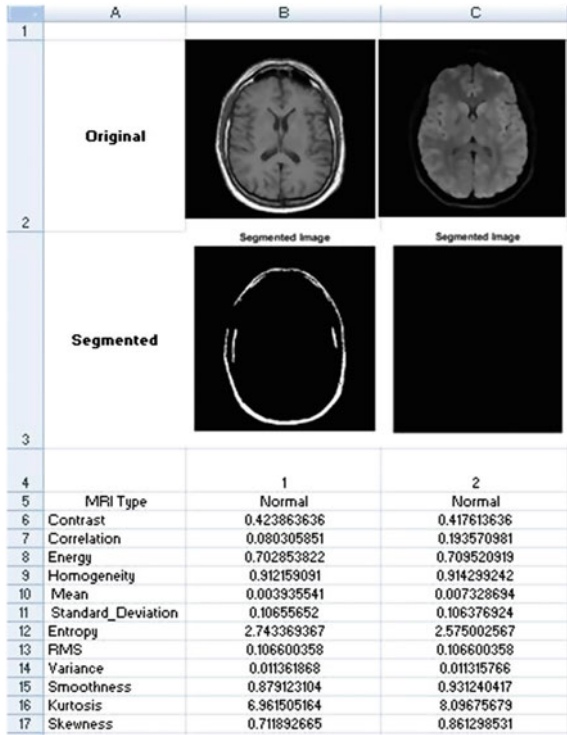 A B C
1
2 Original
Segmented Image Segmented Image
3 Segmented
4 1 2
5 MRI Type Normal Normal
6 Contrast 0.423863636 0.417613636
7 Correlation 0.080305851 0.193570981
8 Energy 0.702853822 0.709520919
9 Homogeneity 0.912159091 0.914299242
10 Mean 0.003935541 0.007328694
11 Standard_Deviation 0.10655652 0.106376924
12 Entropy 2.743369367 2.575002567
13 RMS 0.106600358 0.106600358
14 Variance 0.011361868 0.011315766
15 Smoothness 0.879123104 0.931240417
16 Kurtosis 6.961505164 8.09675679
17 Skewness 0.711892665 0.861298531